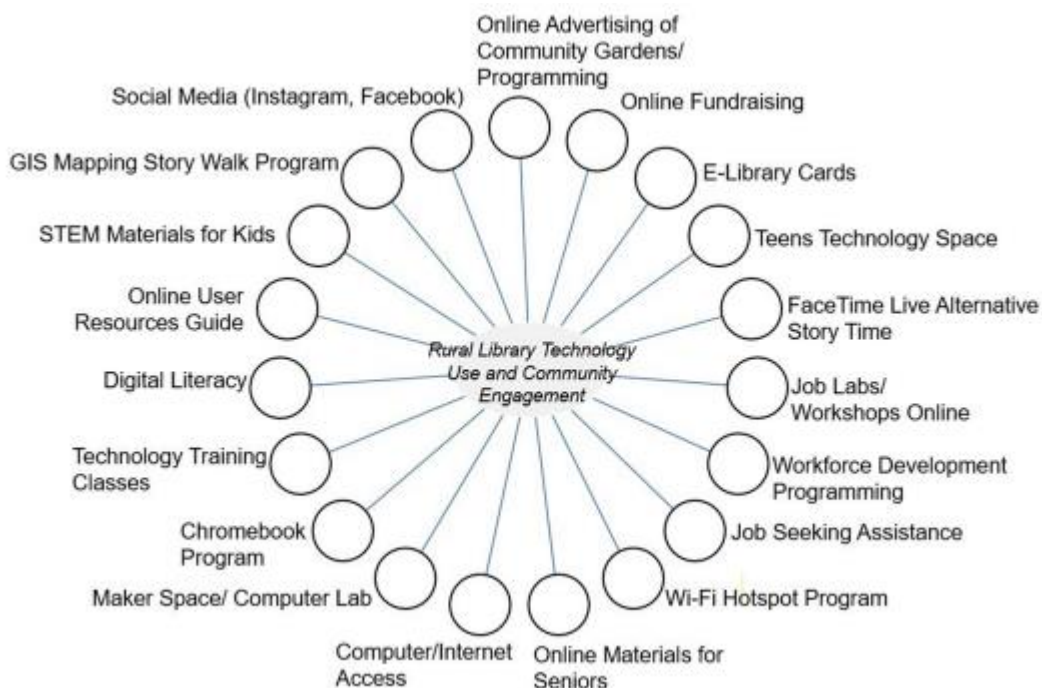 Online Advertising of
Community Gardens/
Programming
Social Media (Instagram, Facebook)
Online Fundraising
GIS Mapping Story Walk Program
E-Library Cards
STEM Materials for Kids
Teens Technology Space
Online User
Resources Guide
FaceTime Live Alternative
Story Time
Rural Library Technology
Use and Community
Engagement
Digital Literacy
Job Labs/
Workshops Online
Technology Training
Classes
Workforce Development
Programming
Chromebook
Program
Job Seeking Assistance
Maker Space/ Computer Lab
Wi-Fi Hotspot Program
Computer/Internet
Access
Online Materials for
Seniors